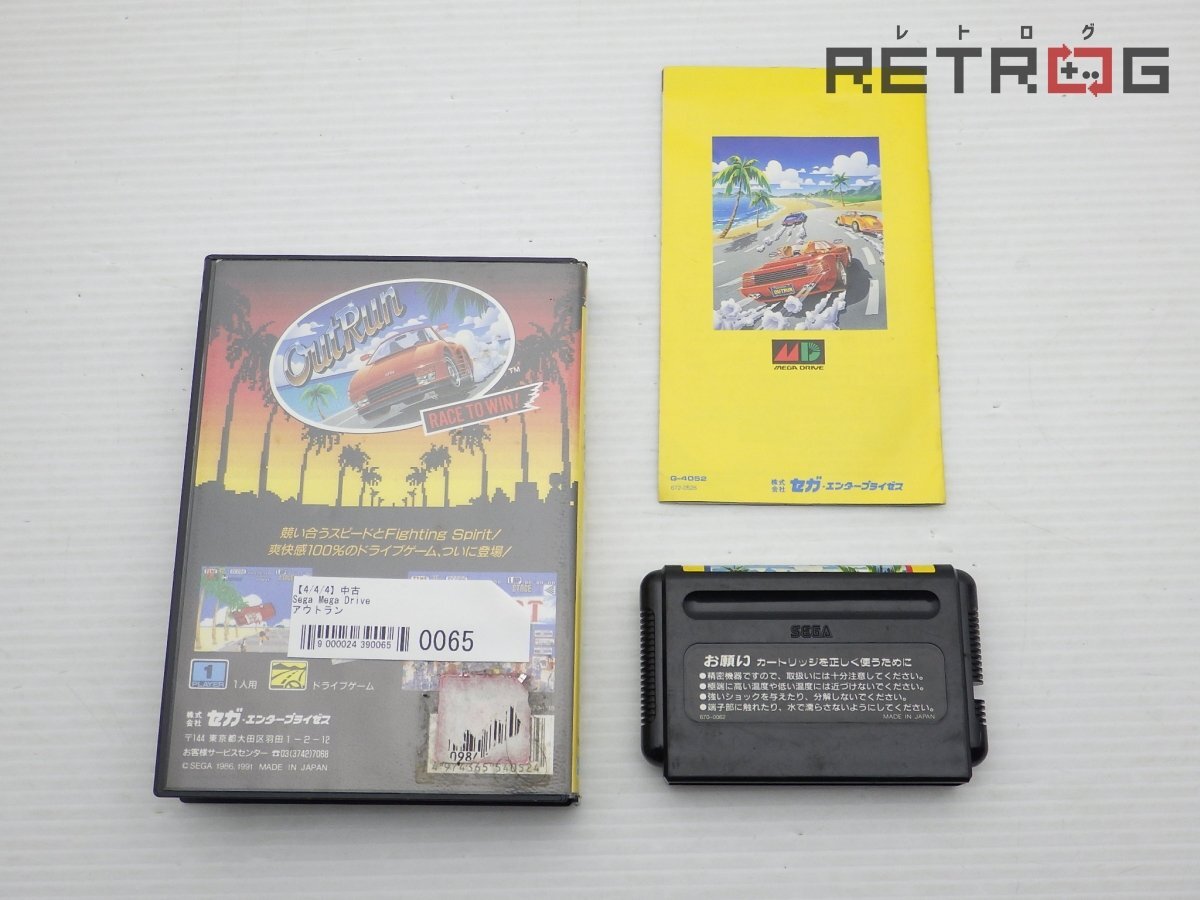 レトログ
RETROG
OutRun
TM
RACE TO WIN!
競い合うスピードとFighting Spirit!
爽快感100%のドライブゲーム、ついに登場!
【4/4/4】中古
Sega Mega Drive
アウトラン
9 000024 390065
0065
1
PLAYER
1人用
ドライブゲーム
株式会社 セガ・エンタープライゼス
〒144 東京都大田区羽田1-2-12
お客様サービスセンター ☎03(3742)7068
©SEGA 1986, 1991 MADE IN JAPAN
098/
4 974365 540524
OUTRUN
MD
MEGA DRIVE
G-4052
672-0528
株式会社 セガ・エンタープライゼス
SEGA
お願い カートリッジを正しく使うために
●精密機器ですので、取扱いには十分注意してください。
●極端に高い温度や低い温度には近づけないでください。
●強いショックを与えたり、分解しないでください。
●端子部に触れたり、水で濡らさないようにしてください。
670-0062
MADE IN JAPAN